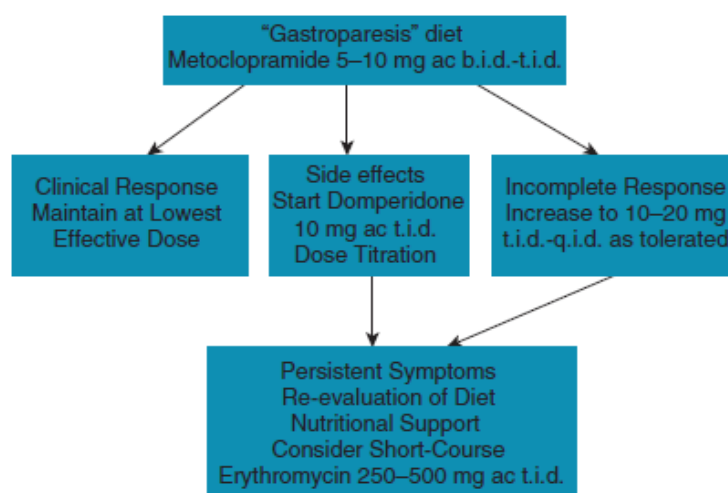 “Gastroparesis” diet
Metoclopramide 5–10 mg ac b.i.d.-t.i.d.
Clinical Response
Maintain at Lowest
Effective Dose
Side effects
Start Domperidone
10 mg ac t.i.d.
Dose Titration
Incomplete Response
Increase to 10–20 mg
t.i.d.-q.i.d. as tolerated
Persistent Symptoms
Re-evaluation of Diet
Nutritional Support
Consider Short-Course
Erythromycin 250–500 mg ac t.i.d.